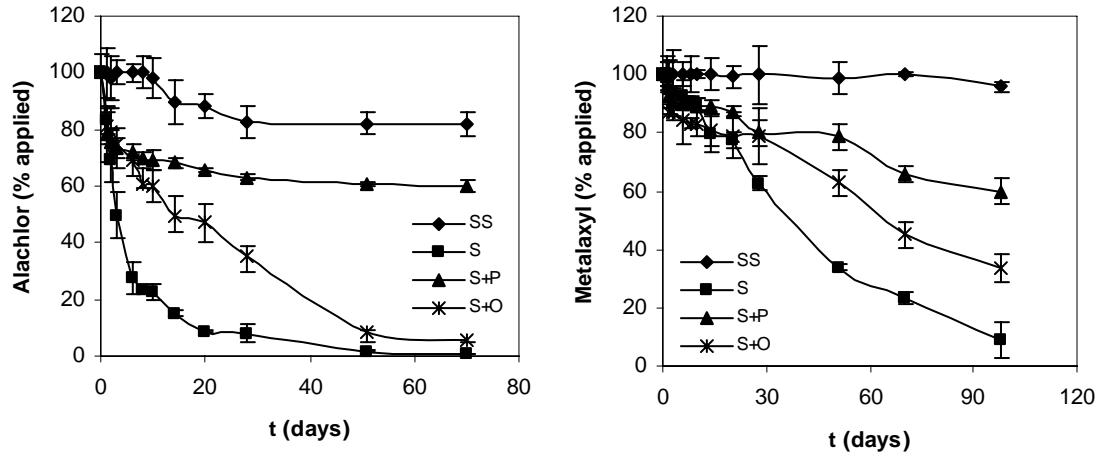 Alachlor (% applied)
120
100
80
60
40
20
0
SS
S
S+P
S+O
0 20 40 60 80
t (days)
Metalaxyl (% applied)
120
100
80
60
40
20
0
SS
S
S+P
S+O
0 30 60 90 120
t (days)